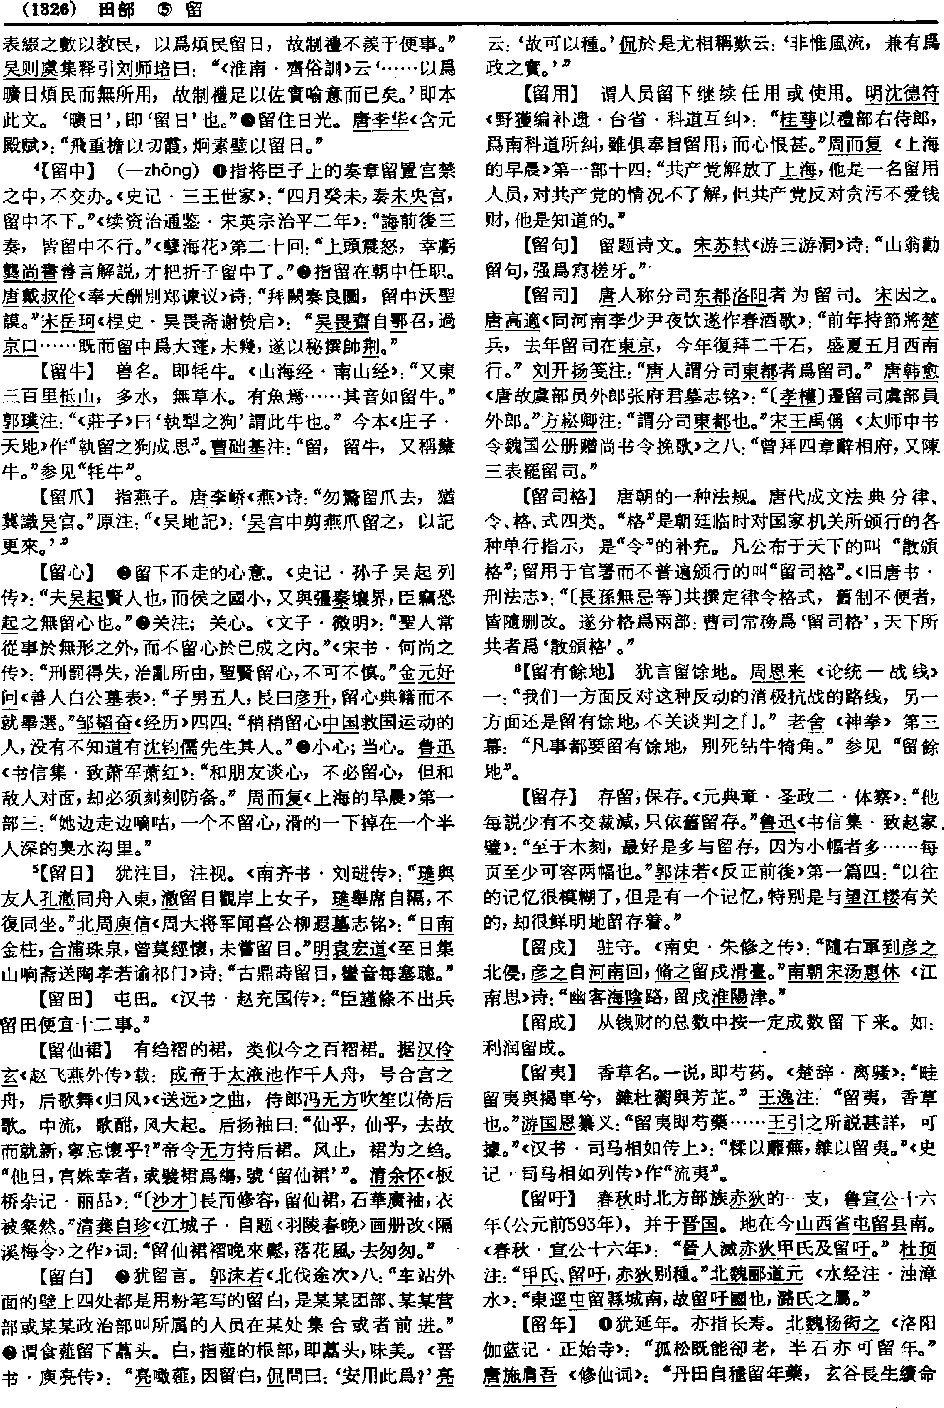 (1326) 田部 ⑤ 留
表綴之數以教民，以爲煩民留日，故制禮不羨于便事。”
吴则虞集释引刘师培曰：“《淮南·齊俗訓》云‘……以爲
曠日煩民而無所用，故制禮足以佐實喻意而已矣。’即本
此文。‘曠日’，即‘留日’也。”❷留住日光。唐李华《含元
殿赋》：“飛重檐以切霞，炯素壁以留日。”
⁴【留中】（—zhōng）❶指将臣子上的奏章留置宫禁
之中，不交办。《史记·三王世家》：“四月癸未，奏未央宫，
留中不下。”《续资治通鉴·宋英宗治平二年》：“誨前後三
奏，皆留中不行。”《孽海花》第二十回：“上頭震怒，幸虧
龔尚書善言解説，才把折子留中了。”❷指留在朝中任职。
唐戴叔伦《奉天酬别郑谏议》诗：“拜闕奏良圖，留中沃聖
謨。”宋岳珂《桯史·吴畏斋谢贽启》：“吴畏齋自鄂召，過
京口……既而留中爲大蓬，未幾，遂以秘撰帥荆。”
【留牛】 兽名。即牦牛。《山海经·南山经》：“又東
三百里柢山，多水，無草木。有魚焉……其音如留牛。”
郭璞注：“《莊子》曰‘執犁之狗’謂此牛也。”今本《庄子·
天地》作“執留之狗成思”。曹础基注：“留，留牛，又稱氂
牛。”参见“牦牛”。
【留爪】 指燕子。唐李峤《燕》诗：“勿驚留爪去，猶
冀識吴宫。”原注：“《吴地記》：‘吴宫中剪燕爪留之，以記
更來。’”
【留心】 ❶留下不走的心意。《史记·孙子吴起列
传》：“夫吴起賢人也，而侯之國小，又與彊秦壤界，臣竊恐
起之無留心也。”❷关注；关心。《文子·微明》：“聖人常
從事於無形之外，而不留心於已成之内。”《宋书·何尚之
传》：“刑罰得失，治亂所由，聖賢留心，不可不慎。”金元好
问《善人白公墓表》：“子男五人，長曰彦升，留心典籍而不
就舉選。”邹韬奋《经历》四四：“稍稍留心中国救国运动的
人，没有不知道有沈钧儒先生其人。”❸小心；当心。鲁迅
《书信集·致萧军萧红》：“和朋友谈心，不必留心，但和
敌人对面，却必须刻刻防备。”周而复《上海的早晨》第一
部三：“她边走边嘀咕，一个不留心，滑的一下掉在一个半
人深的臭水沟里。”
⁵【留目】 犹注目，注视。《南齐书·刘琎传》：“璡與
友人孔澈同舟入東，澈留目觀岸上女子，璡舉席自隔，不
復同坐。”北周庾信《周大将军闻喜公柳遐墓志铭》：“日南
金柱，合浦珠泉，曾莫經懷，未嘗留目。”明袁宏道《至日集
山响斋送陶孝若谕祁门》诗：“古鼎時留目，蠻音每塞聰。”
【留田】 屯田。《汉书·赵充国传》：“臣謹條不出兵
留田便宜十二事。”
【留仙裙】 有绉褶的裙，类似今之百褶裙。据汉伶
玄《赵飞燕外传》载：成帝于太液池作千人舟，号合宫之
舟，后歌舞《归风》《送远》之曲，侍郎冯无方吹笙以倚后
歌。中流，歌酣，风大起。后扬袖曰：“仙乎，仙乎，去故
而就新，寧忘懷乎？”帝令无方持后裙。风止，裙为之绉。
“他日，宫姝幸者，或襞裙爲縐，號‘留仙裙’”。清余怀《板
桥杂记·丽品》：“〔沙才〕長而修容，留仙裙，石華廣袖，衣
被粲然。”清龚自珍《江城子·自题〈羽陵春晚〉画册改〈隔
溪梅令〉之作》词：“留仙裙褶晚來鬆，落花風，去匆匆。”
【留白】 ❶犹留言。郭沫若《北伐途次》八：“车站外
面的壁上四处都是用粉笔写的留白，是某某团部、某某营
部或某某政治部叫所属的人员在某处集合或者前进。”
❷谓食薤留下藠头。白，指薤的根部，即藠头，味美。《晋
书·庾亮传》：“亮噉薤，因留白，侃問曰：‘安用此爲？’亮
云：‘故可以種。’侃於是尤相稱歎云：‘非惟風流，兼有爲
政之實。’”
【留用】 谓人员留下继续任用或使用。明沈德符
《野獲编补遗·台省·科道互纠》：“桂萼以禮部右侍郎，
爲南科道所糾，雖俱奉旨留用，而心恨甚。”周而复《上海
的早晨》第一部十四：“共产党解放了上海，他是一名留用
人员，对共产党的情况不了解，但共产党反对贪污不爱钱
财，他是知道的。”
【留句】 留题诗文。宋苏轼《游三游洞》诗：“山翁勸
留句，强爲寫槎牙。”
【留司】 唐人称分司东都洛阳者为留司。宋因之。
唐高適《同河南李少尹夜饮遂作春酒歌》：“前年持節將楚
兵，去年留司在東京，今年復拜二千石，盛夏五月西南
行。”刘开扬笺注：“唐人謂分司東都者爲留司。”唐韩愈
《唐故虞部员外郎张府君墓志铭》：“〔孝權〕遷留司虞部員
外郎。”方崧卿注：“謂分司東都也。”宋王禹偁《太师中书
令魏国公册赠尚书令挽歌》之八：“曾拜四章辭相府，又陳
三表罷留司。”
【留司格】 唐朝的一种法规。唐代成文法典分律、
令、格、式四类。“格”是朝廷临时对国家机关所颁行的各
种单行指示，是“令”的补充。凡公布于天下的叫“散頒
格”；留用于官署而不普遍颁行的叫“留司格”。《旧唐书·
刑法志》：“〔長孫無忌等〕共撰定律令格式，舊制不便者，
皆隨删改。遂分格爲兩部：曹司常務爲‘留司格’，天下所
共者爲‘散頒格’。”
⁶【留有餘地】 犹言留馀地。周恩来《论统一战线》
一：“我们一方面反对这种反动的消极抗战的路线，另一
方面还是留有馀地，不关谈判之门。”老舍《神拳》第三
幕：“凡事都要留有馀地，别死钻牛犄角。”参见“留餘
地”。
【留存】 存留；保存。《元典章·圣政二·体察》：“他
每説少有不交裁減，只依舊留存。”鲁迅《书信集·致赵家
璧》：“至于木刻，最好是多与留存，因为小幅者多……每
页至少可容两幅也。”郭沫若《反正前後》第一篇四：“以往
的记忆很模糊了，但是有一个记忆，特别是与望江楼有关
的，却很鲜明地留存着。”
【留戍】 驻守。《南史·朱修之传》：“隨右軍到彦之
北侵，彦之自河南回，脩之留戍滑臺。”南朝宋汤惠休《江
南思》诗：“幽客海陰路，留戍淮陽津。”
【留成】 从钱财的总数中按一定成数留下来。如：
利润留成。
【留夷】 香草名。一说，即芍药。《楚辞·离骚》：“畦
留夷與揭車兮，雜杜蘅與芳芷。”王逸注：“留夷，香草
也。”游国恩纂义：“留夷即芍藥……王引之所説甚詳，可
據。”《汉书·司马相如传上》：“糅以蘼蕪，雜以留夷。”《史
记·司马相如列传》作“流夷”。
【留吁】 春秋时北方部族赤狄的一支，鲁宣公十六
年（公元前593年），并于晋国。地在今山西省屯留县南。
《春秋·宣公十六年》：“晉人滅赤狄甲氏及留吁。”杜预
注：“甲氏、留吁，赤狄别種。”北魏郦道元《水经注·浊漳
水》：“東逕屯留縣城南，故留吁國也，潞氏之屬。”
【留年】 ❶犹延年。亦指长寿。北魏杨衒之《洛阳
伽蓝记·正始寺》：“孤松既能卻老，半石亦可留年。”
唐施肩吾《修仙词》：“丹田自種留年藥，玄谷長生續命